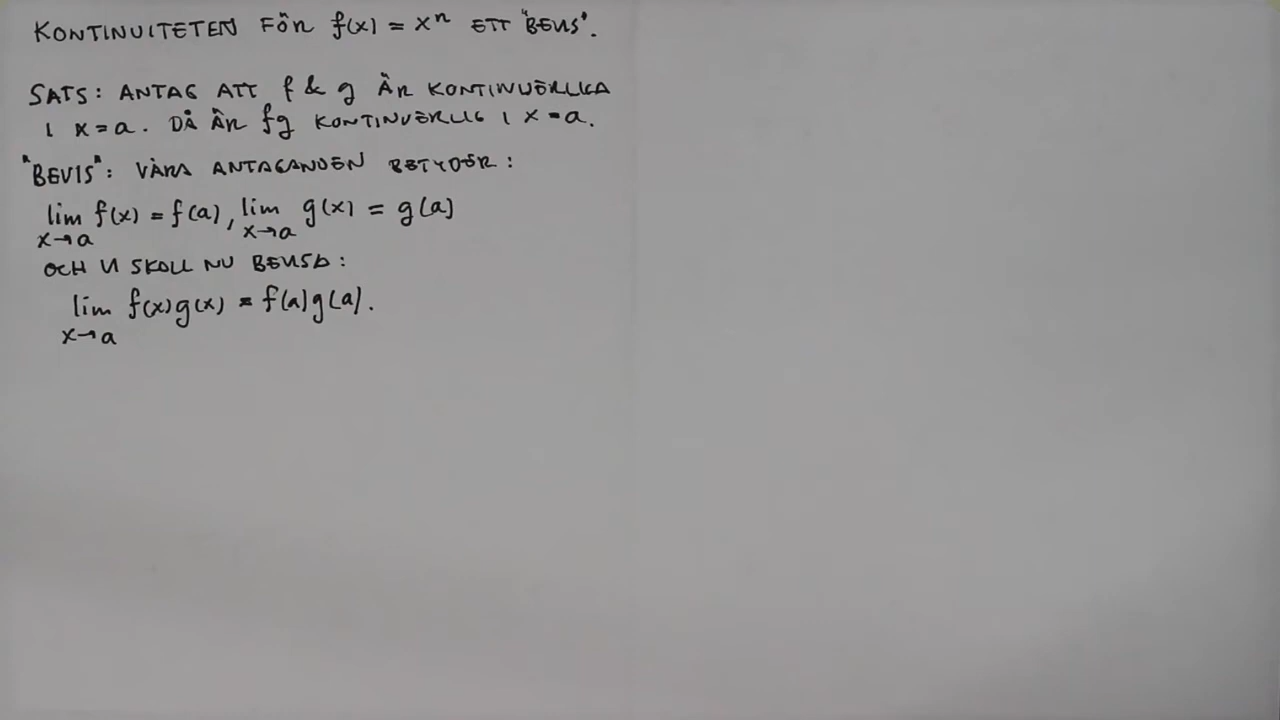 KONTINUITETEN FÖR f(x) = xⁿ ETT "BEVIS".
SATS: ANTAG ATT f & g ÄR KONTINUERLIGA
I x = a. DÅ ÄR fg KONTINUERLIG I x = a.
"BEVIS": VÅRA ANTAGANDEN BETYDER:
lim f(x) = f(a), lim g(x) = g(a)
x→a x→a
OCH VI SKALL NU BEVISA:
lim f(x)g(x) = f(a)g(a).
x→a